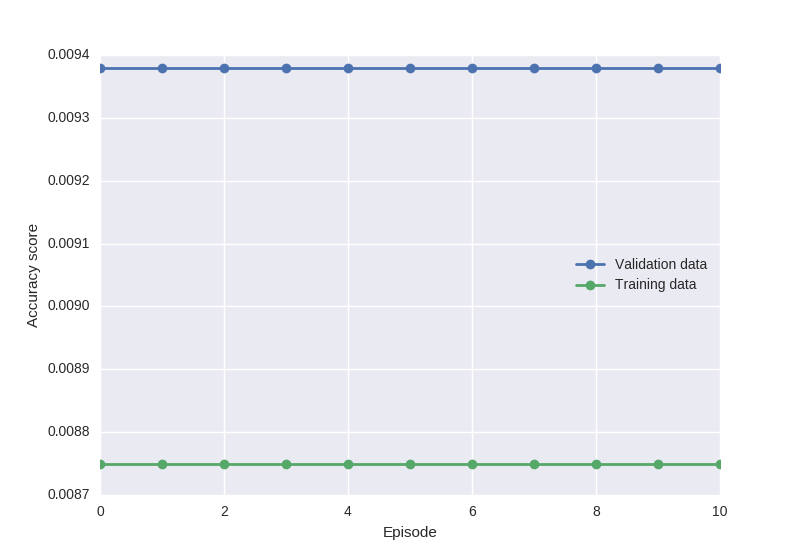 0.0094
0.0093
0.0092
0.0091
0.0090
0.0089
0.0088
0.0087
Accuracy score
Validation data
Training data
0 2 4 6 8 10
Episode